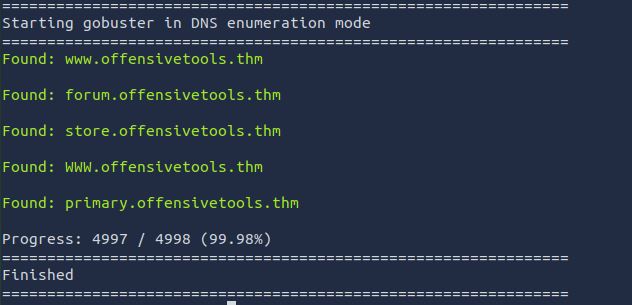 ===============================================================
Starting gobuster in DNS enumeration mode
===============================================================
Found: www.offensivetools.thm
Found: forum.offensivetools.thm
Found: store.offensivetools.thm
Found: WWW.offensivetools.thm
Found: primary.offensivetools.thm
Progress: 4997 / 4998 (99.98%)
===============================================================
Finished
===============================================================